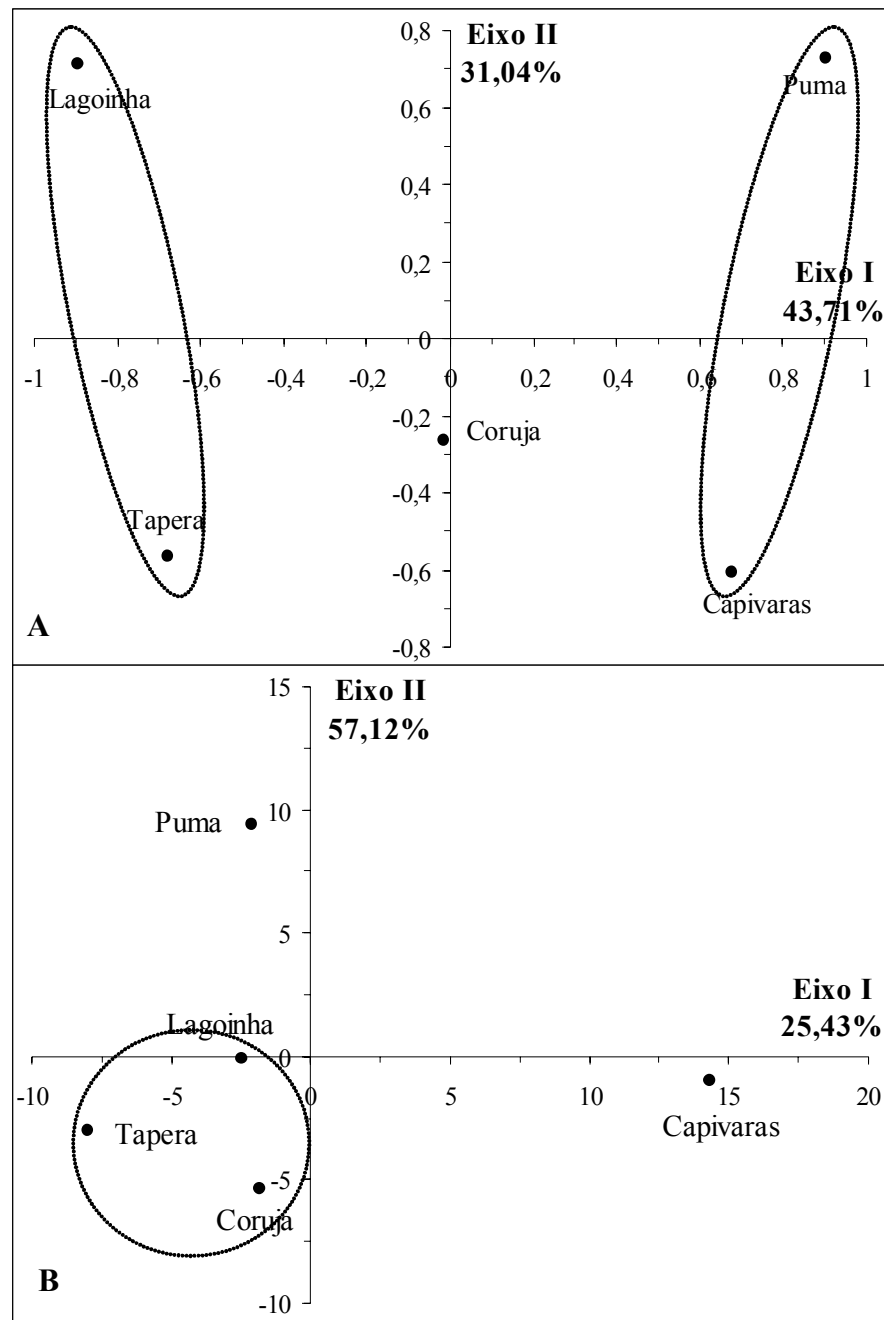 0,8
Eixo II
31,04%
Lagoinha
Puma
0,6
0,4
0,2
Eixo I
43,71%
0
-1 -0,8 -0,6 -0,4 -0,2 0 0,2 0,4 0,6 0,8 1
-0,2
Coruja
-0,4
Tapera
-0,6
Capivaras
A
-0,8
15
Eixo II
57,12%
10
Puma
5
Eixo I
25,43%
Lagoinha
0
-10 -5 0 5 10 15 20
Tapera
Capivaras
-5
Coruja
B
-10